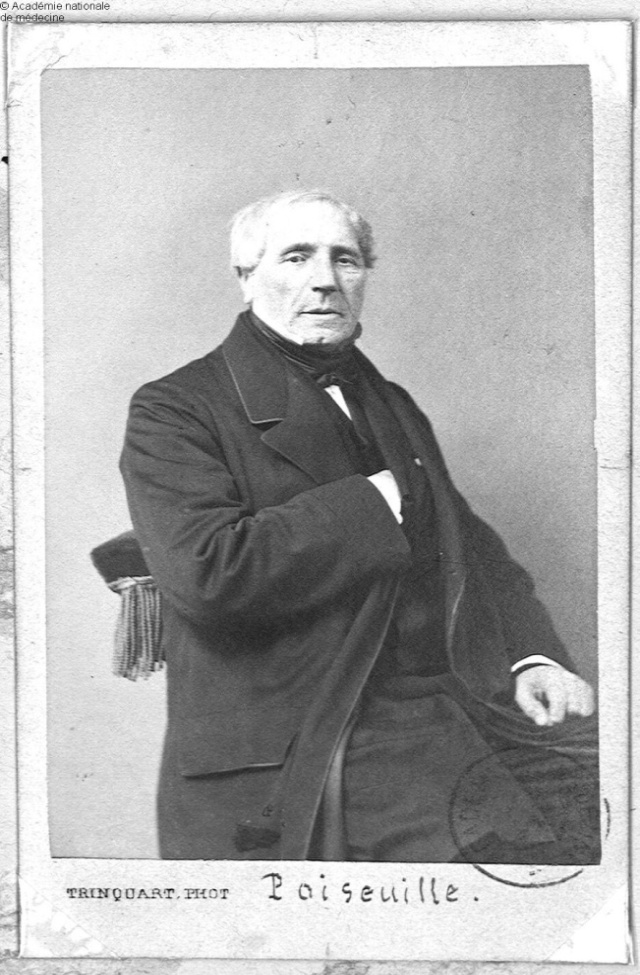 © Académie nationale
de médecine
TRINQUART, PHOT Poiseuille.